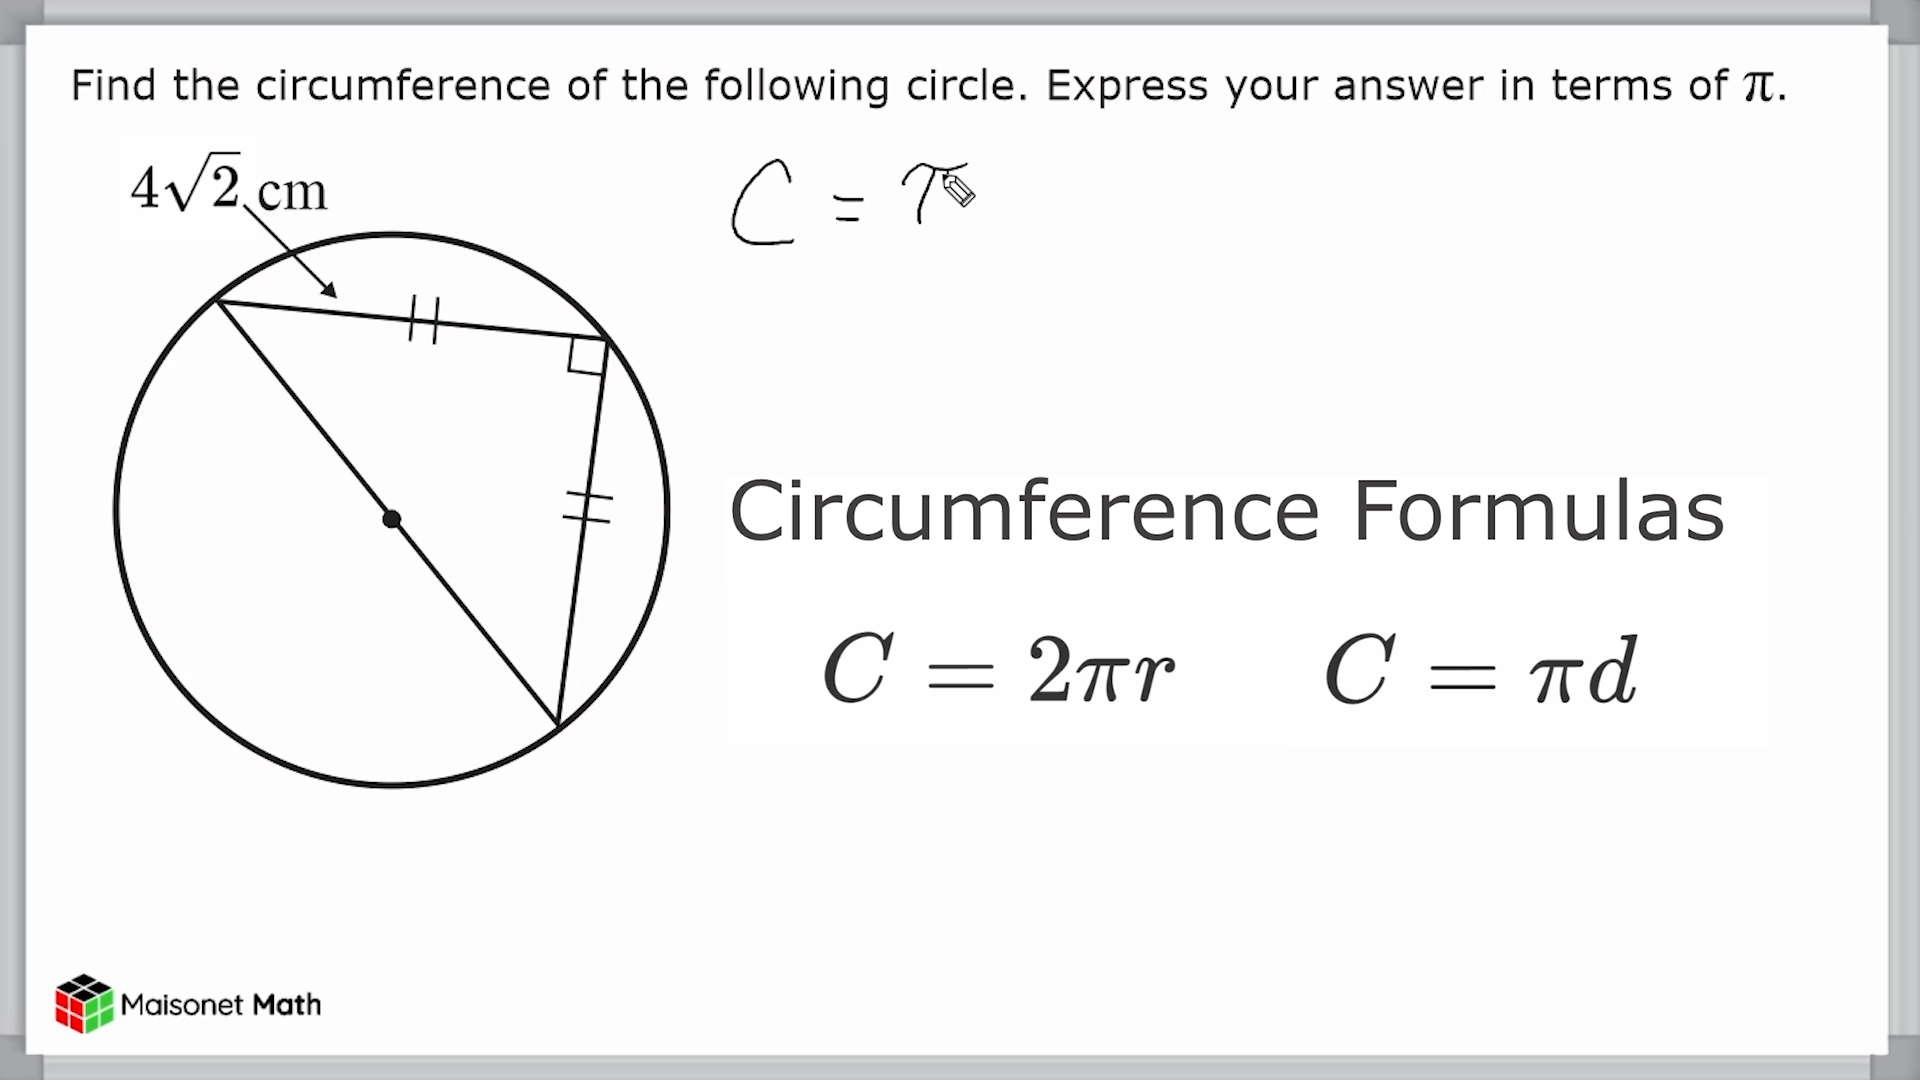 Find the circumference of the following circle. Express your answer in terms of π.
4√2 cm
C = π
Circumference Formulas
C = 2πr C = πd
Maisonet Math